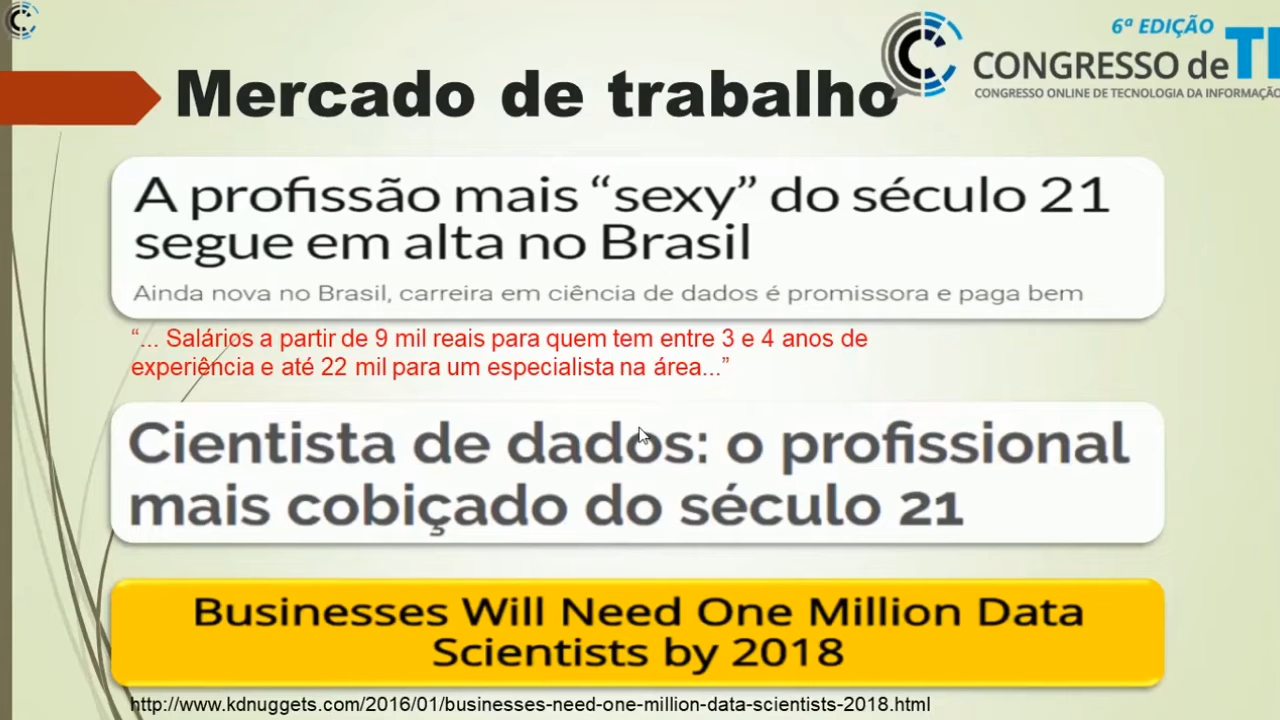 6ª EDIÇÃO
CONGRESSO de TI
CONGRESSO ONLINE DE TECNOLOGIA DA INFORMAÇÃO
Mercado de trabalho
A profissão mais “sexy” do século 21
segue em alta no Brasil
Ainda nova no Brasil, carreira em ciência de dados é promissora e paga bem
“... Salários a partir de 9 mil reais para quem tem entre 3 e 4 anos de
experiência e até 22 mil para um especialista na área...”
Cientista de dados: o profissional
mais cobiçado do século 21
Businesses Will Need One Million Data
Scientists by 2018
http://www.kdnuggets.com/2016/01/businesses-need-one-million-data-scientists-2018.html